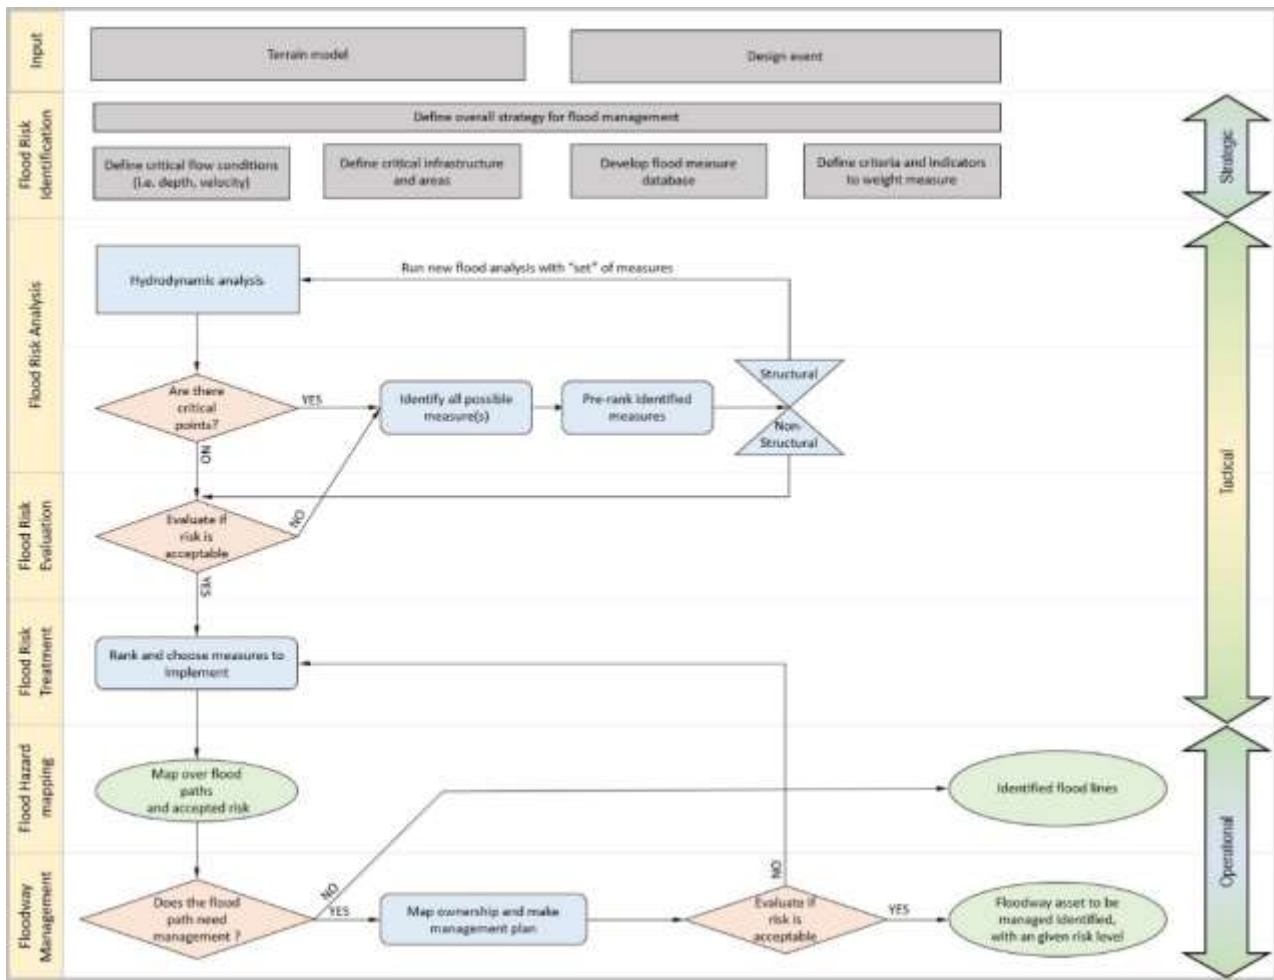 Input
Terrain model
Design event
Flood Risk
Identification
Define overall strategy for flood management
Define critical flow conditions
(i.e. depth, velocity)
Define critical infrastructure
and areas
Develop flood measure
database
Define criteria and indicators
to weight measure
Strategic
Flood Risk Analysis
Hydrodynamic analysis
Run new flood analysis with "set" of measures
Are there
critical
points?
YES
NO
Identify all possible
measure(s)
Pre-rank identified
measures
Structural
Non-
Structural
Tactical
Flood Risk
Evaluation
Evaluate if
risk is
acceptable
NO
YES
Flood Risk
Treatment
Rank and choose measures to
implement
Flood Hazard
mapping
Map over flood
paths
and accepted risk
Identified flood lines
Operational
Floodway
Management
Does the flood
path need
management ?
NO
YES
Map ownership and make
management plan
NO
Evaluate if
risk is
acceptable
YES
Floodway asset to be
managed identified,
with an given risk level